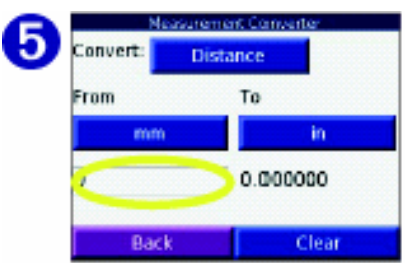 5
Measurement Converter
Convert: Distance
From To
mm in
0.000000
Back Clear